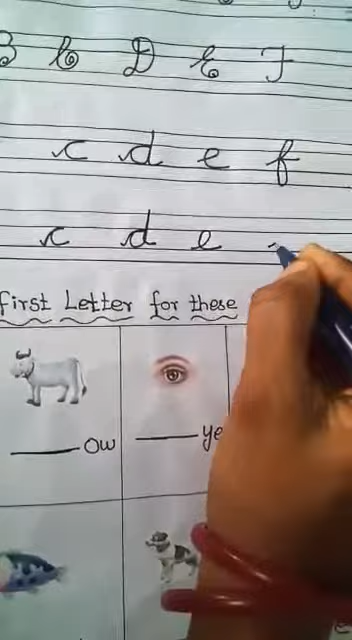 B C D E F
c d e f
c d e
First Letter for these
ow ye